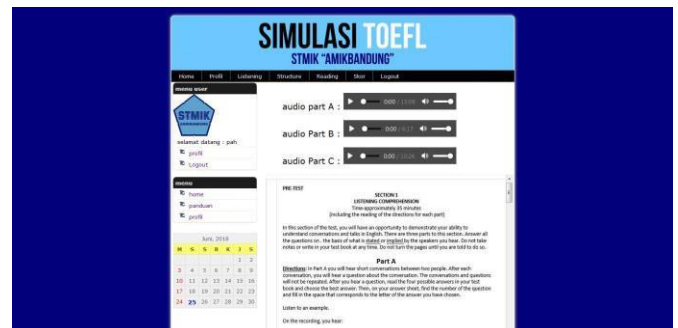 SIMULASI TOEFL
STMIK "AMIKBANDUNG"
Home Profil Listening Structure Reading Skor Logout
menu user
STMIK
AMIKBANDUNG
selamat datang : pah
profil
Logout
menu
home
panduan
profil
Juni, 2018
M S S R K J S
1 2
3 4 5 6 7 8 9
10 11 12 13 14 15 16
17 18 19 20 21 22 23
24 25 26 27 28 29 30
audio part A : 0:00
audio Part B : 0:00
audio Part C : 0:00
PRE-TEST
SECTION 1
LISTENING COMPREHENSION
Time-approximately 35 minutes
(including the reading of the directions for each part)
In this section of the test, you will have an opportunity to demonstrate your ability to
understand conversations and talks in English. There are three parts to this section. Answer all
the questions on . the basis of what is stated or implied by the speakers you hear. Do not take
notes or write in your test book at any time. Do not turn the pages until you are told to do so.
Part A
Directions: In Part A you will hear short conversations between two people. After each
conversation, you will hear a question about the conversation. The conversations and questions
will not be repeated. After you hear a question, read the four possible answers in your test
book and choose the best answer. Then, on your answer sheet, find the number of the question
and fill in the space that corresponds to the letter of the answer you have chosen.
Listen to an example.
On the recording, you hear: